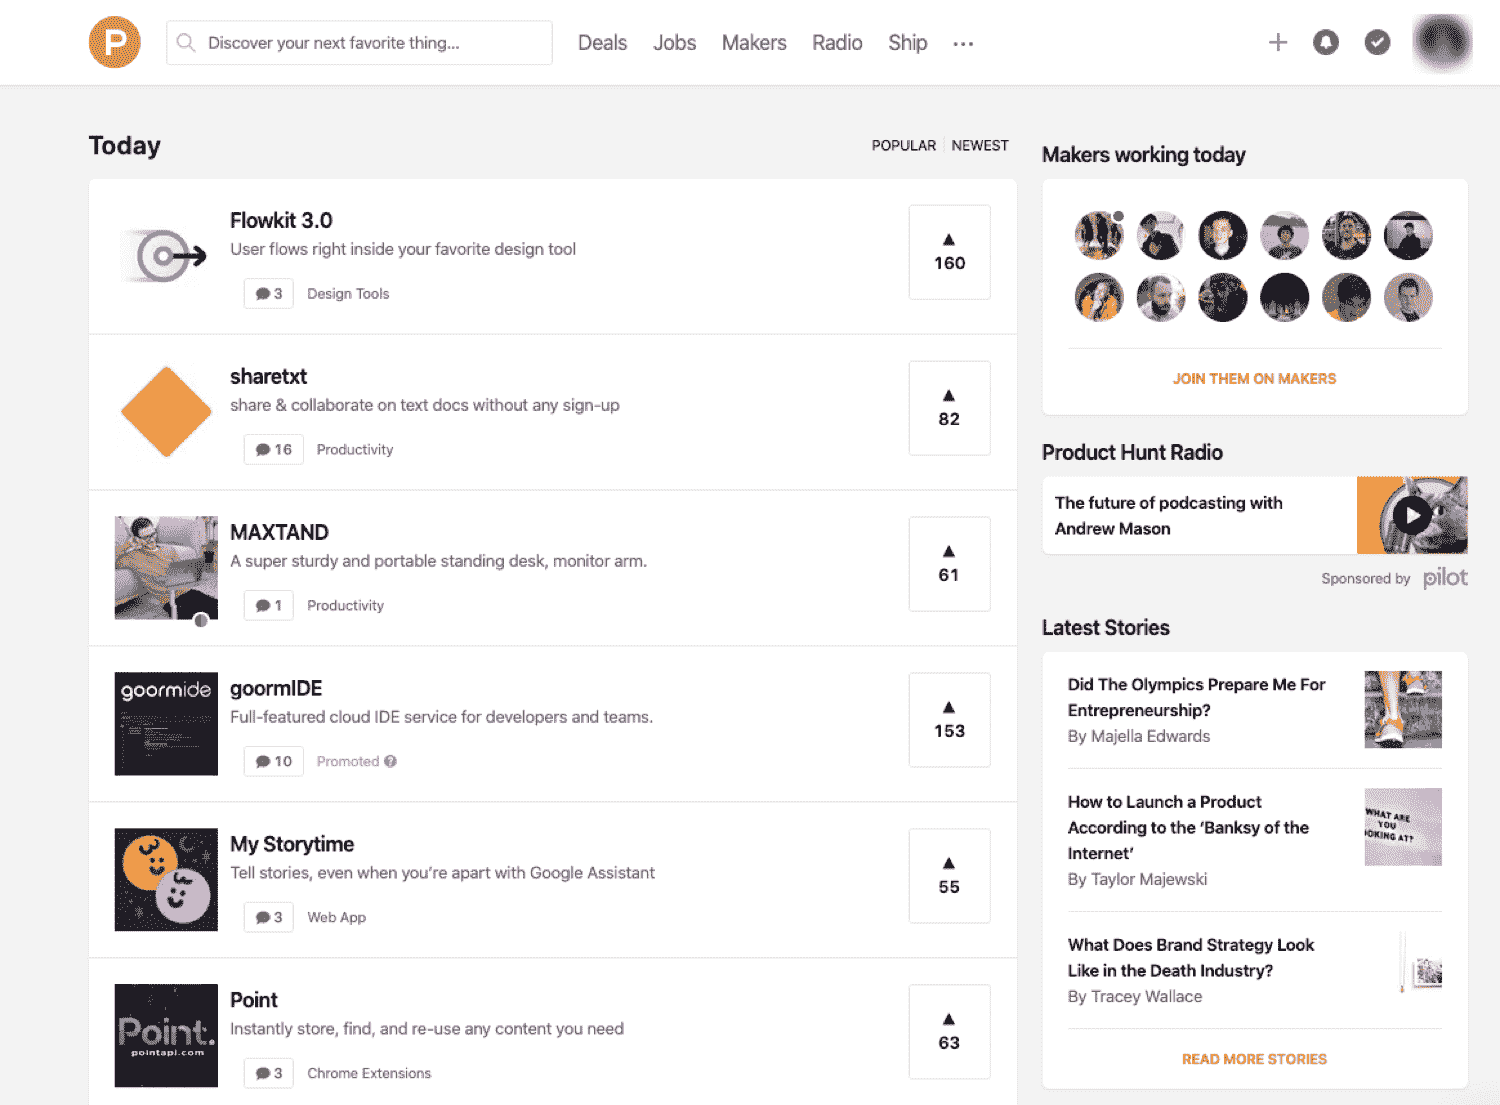 P
Discover your next favorite thing...
Deals
Jobs
Makers
Radio
Ship
Today
POPULAR
NEWEST
Flowkit 3.0
User flows right inside your favorite design tool
3
Design Tools
160
sharetxt
share & collaborate on text docs without any sign-up
16
Productivity
82
MAXTAND
A super sturdy and portable standing desk, monitor arm.
1
Productivity
61
goormide
goormIDE
Full-featured cloud IDE service for developers and teams.
10
Promoted ?
153
My Storytime
Tell stories, even when you’re apart with Google Assistant
3
Web App
55
Point.
pointapi.com
Point
Instantly store, find, and re-use any content you need
3
Chrome Extensions
63
Makers working today
JOIN THEM ON MAKERS
Product Hunt Radio
The future of podcasting with
Andrew Mason
Sponsored by pilot
Latest Stories
Did The Olympics Prepare Me For
Entrepreneurship?
By Majella Edwards
How to Launch a Product
According to the ‘Banksy of the
Internet’
By Taylor Majewski
WHAT ARE
YOU
OKING AT?
What Does Brand Strategy Look
Like in the Death Industry?
By Tracey Wallace
READ MORE STORIES